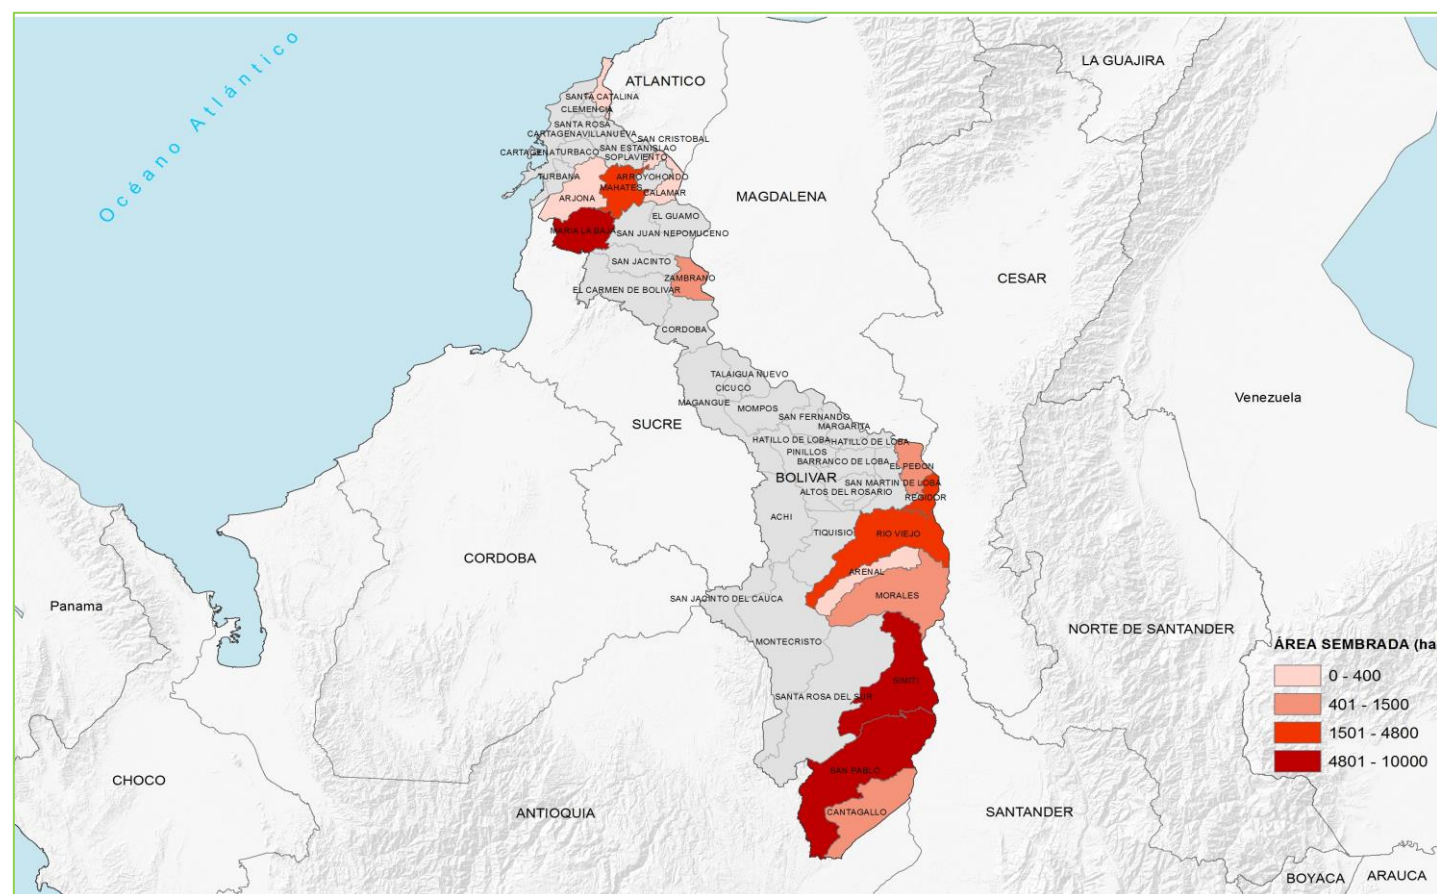 Océano Atlántico
LA GUAJIRA
ATLANTICO
SANTA CATALINA
CLEMENCIA
SANTA ROSA
CARTAGENA
VILLANUEVA
SAN CRISTOBAL
CARTAGENA
TURBACO
SAN ESTANISLAO
SOPLAVIENTO
TURBANA
ARROYOHONDO
MAHATES
CALAMAR
ARJONA
MAGDALENA
EL GUAMO
MARIA LA BAJA
SAN JUAN NEPOMUCENO
SAN JACINTO
ZAMBRANO
CESAR
EL CARMEN DE BOLIVAR
CORDOBA
TALAIGUA NUEVO
CICUCO
MAGANGUE
MOMPOS
SAN FERNANDO
MARGARITA
Venezuela
SUCRE
HATILLO DE LOBA
HATILLO DE LOBA
PINILLOS
BARRANCO DE LOBA
EL PEÐON
BOLIVAR
SAN MARTIN DE LOBA
ALTOS DEL ROSARIO
REGIDOR
ACHI
TIQUISIO
RIO VIEJO
CORDOBA
ARENAL
MORALES
SAN JACINTO DEL CAUCA
Panama
MONTECRISTO
NORTE DE SANTANDER
SIMITI
SANTA ROSA DEL SUR
ÁREA SEMBRADA (ha
0 - 400
401 - 1500
1501 - 4800
4801 - 10000
SAN PABLO
CHOCO
ANTIOQUIA
CANTAGALLO
SANTANDER
BOYACA
ARAUCA